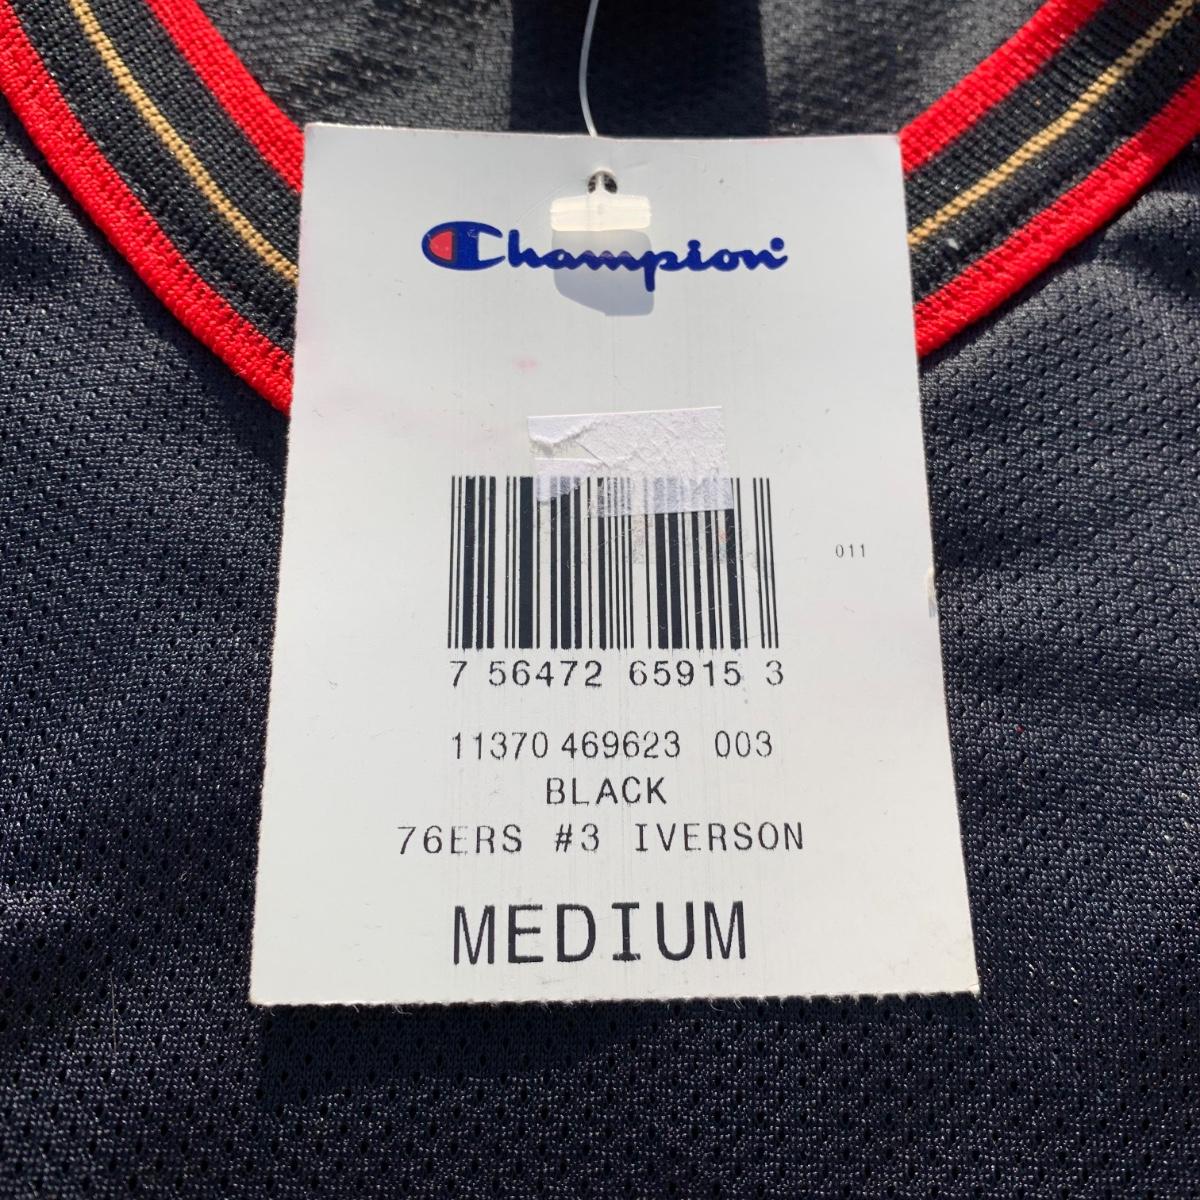 Champion
011
7 56472 65915 3
11370 469623 003
BLACK
76ERS #3 IVERSON
MEDIUM